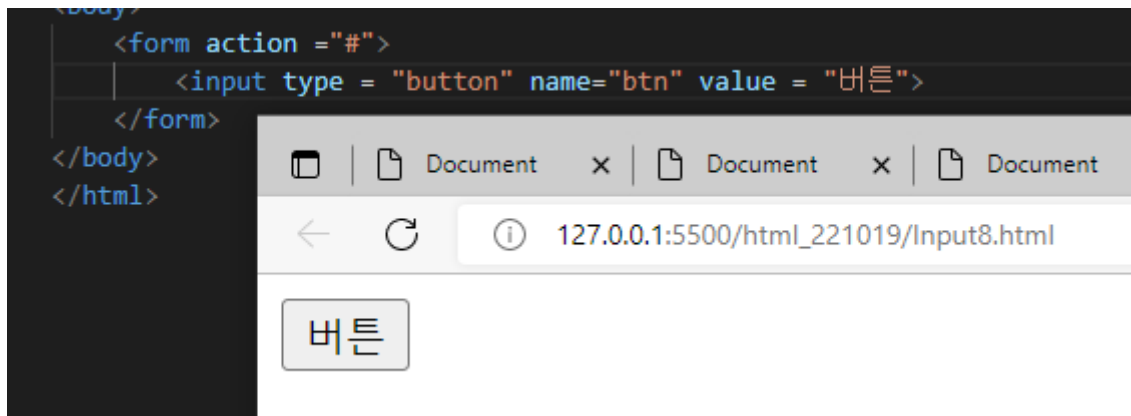 <body>
<form action ="#">
<input type = "button" name="btn" value = "버튼">
</form>
</body>
</html>
Document Document Document
127.0.0.1:5500/html_221019/Input8.html
버튼